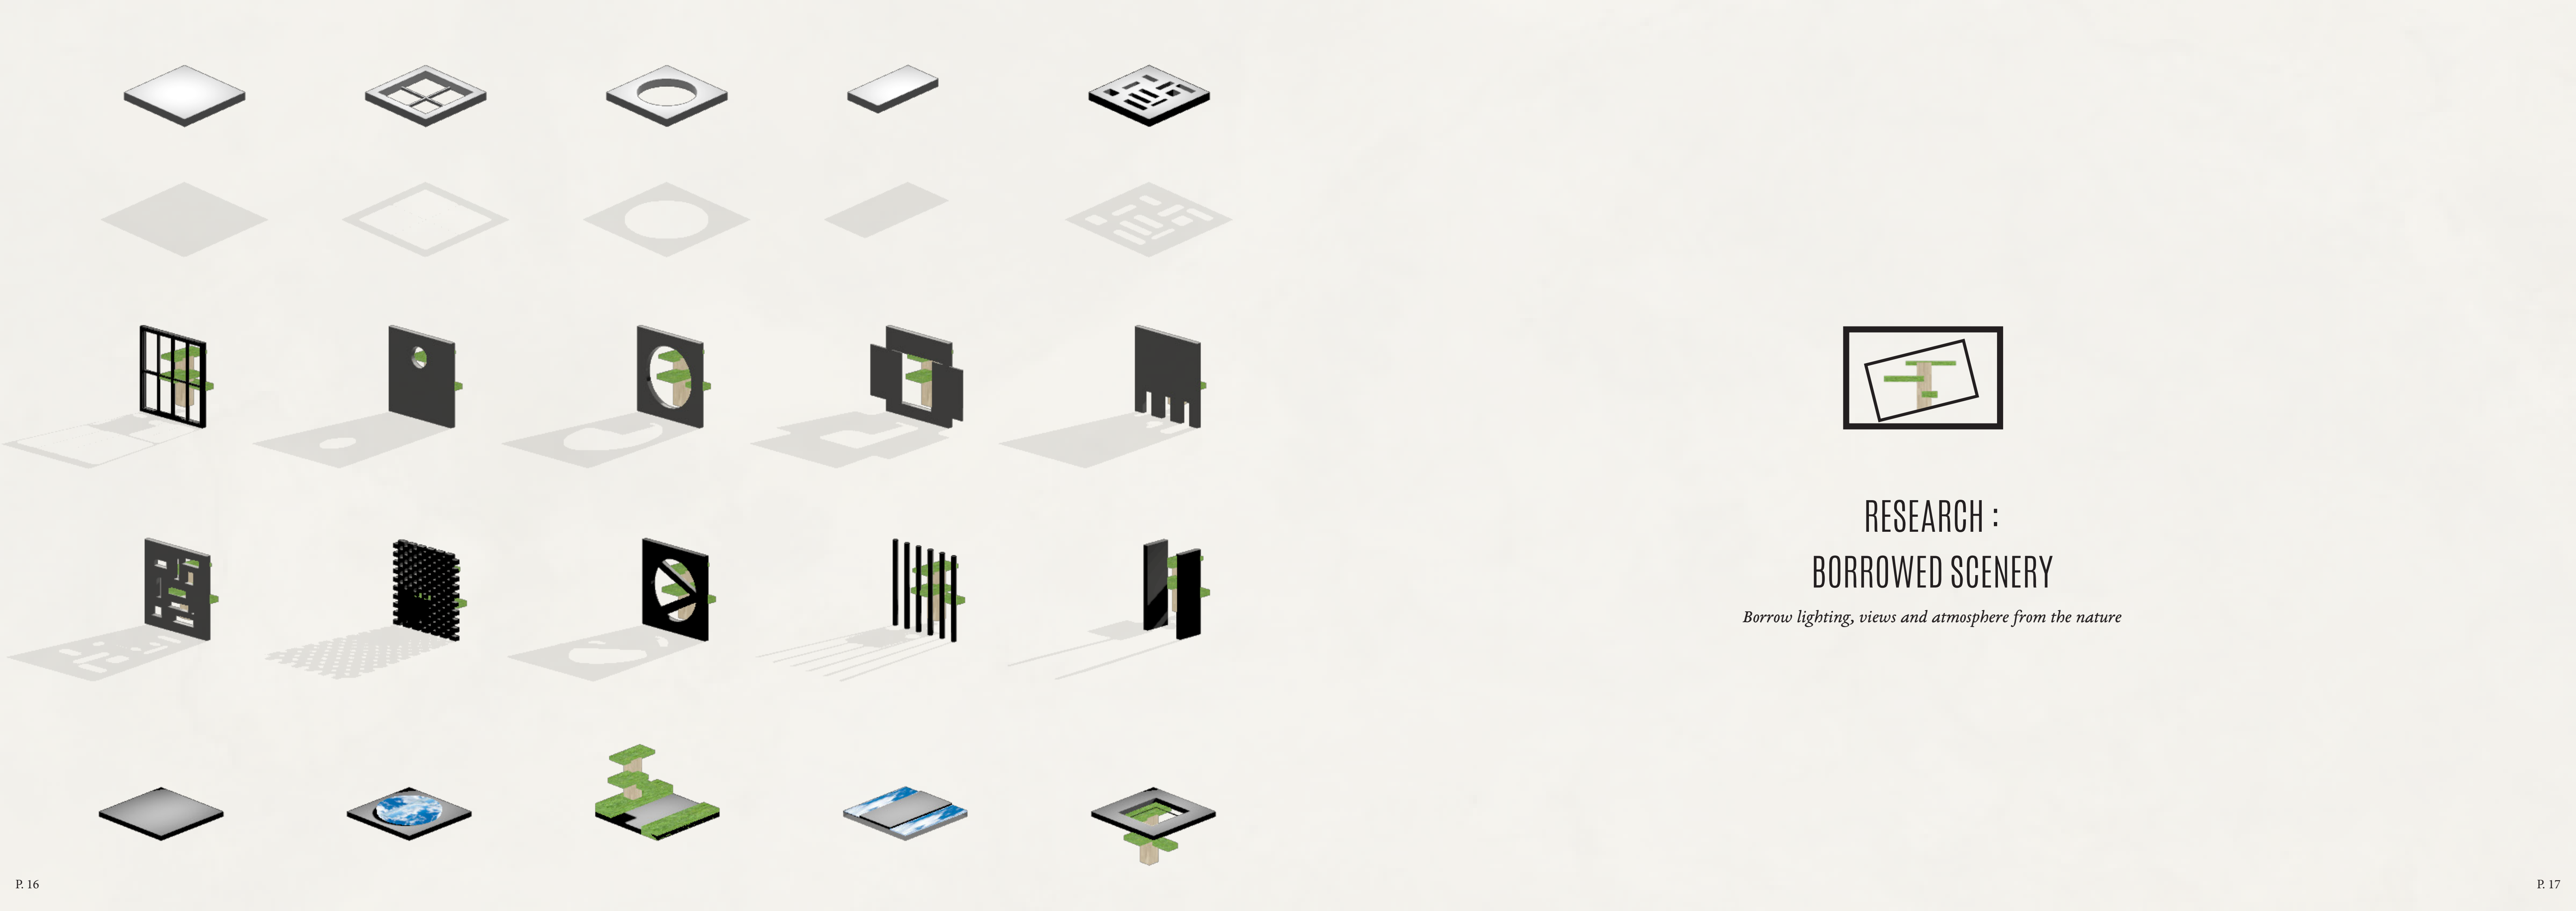 RESEARCH :
BORROWED SCENERY
Borrow lighting, views and atmosphere from the nature
P. 16
P. 17